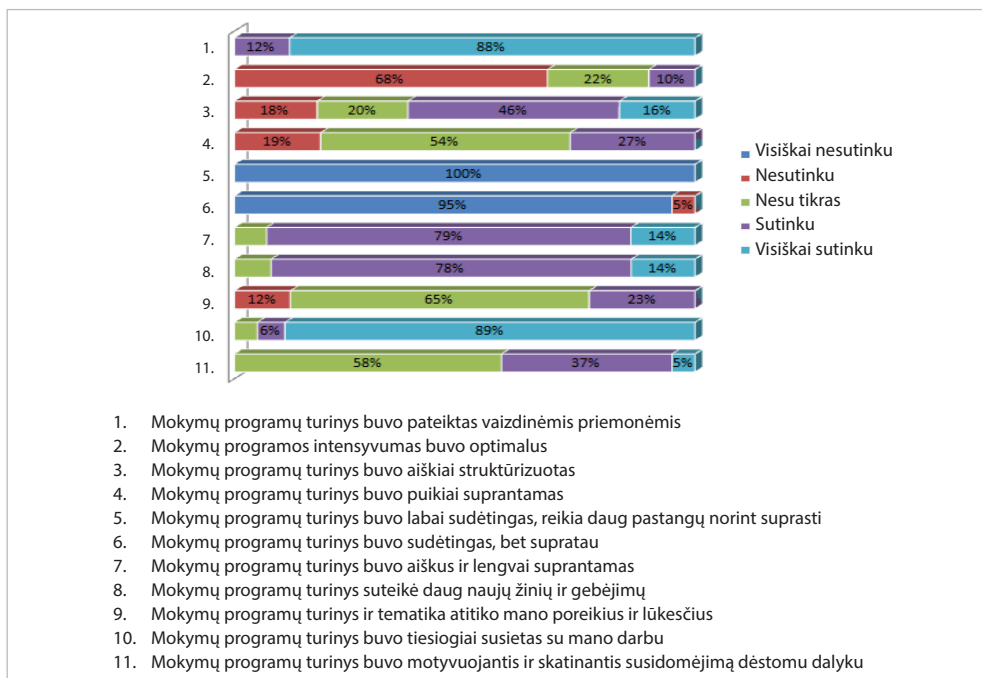 1. 12% 88%
2. 68% 22% 10%
3. 18% 20% 46% 16%
4. 19% 54% 27%
5. 100%
6. 95% 5%
7. 79% 14%
8. 78% 14%
9. 12% 65% 23%
10. 6% 89%
11. 58% 37% 5%
Visiškai nesutinku
Nesutinku
Nesu tikras
Sutinku
Visiškai sutinku
1. Mokymų programų turinys buvo pateiktas vaizdinėmis priemonėmis
2. Mokymų programos intensyvumas buvo optimalus
3. Mokymų programų turinys buvo aiškiai struktūrizuotas
4. Mokymų programų turinys buvo puikiai suprantamas
5. Mokymų programų turinys buvo labai sudėtingas, reikia daug pastangų norint suprasti
6. Mokymų programų turinys buvo sudėtingas, bet supratau
7. Mokymų programų turinys buvo aiškus ir lengvai suprantamas
8. Mokymų programų turinys suteikė daug naujų žinių ir gebėjimų
9. Mokymų programų turinys ir tematika atitiko mano poreikius ir lūkesčius
10. Mokymų programų turinys buvo tiesiogiai susietas su mano darbu
11. Mokymų programų turinys buvo motyvuojantis ir skatinantis susidomėjimą dėstomu dalyku